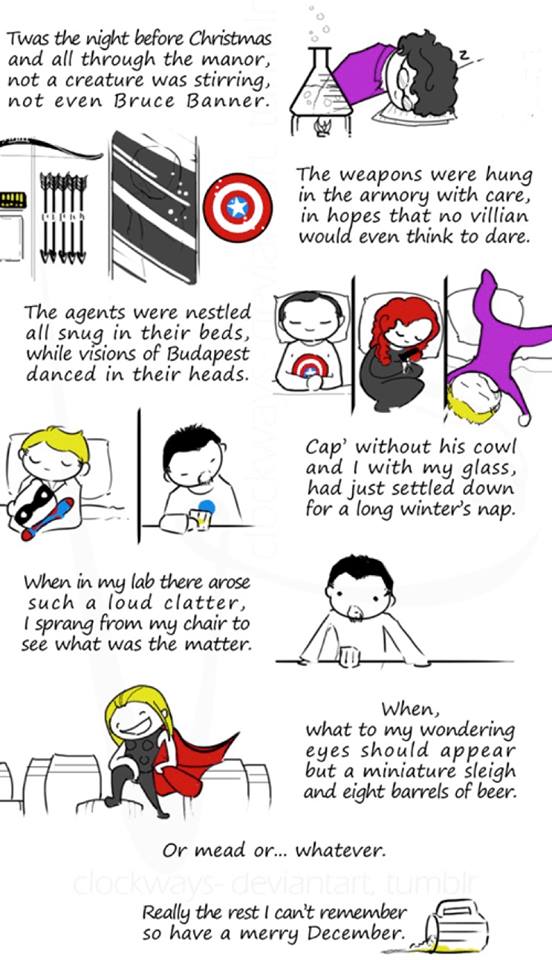 Twas the night before Christmas
and all through the manor,
not a creature was stirring,
not even Bruce Banner.
z
The weapons were hung
in the armory with care,
in hopes that no villian
would even think to dare.
The agents were nestled
all snug in their beds,
while visions of Budapest
danced in their heads.
Cap' without his cowl
and I with my glass,
had just settled down
for a long winter's nap.
When in my lab there arose
such a loud clatter,
I sprang from my chair to
see what was the matter.
When,
what to my wondering
eyes should appear
but a miniature sleigh
and eight barrels of beer.
Or mead or... whatever.
clockways- deviantart, tumblr
Really the rest I can't remember
so have a merry December.